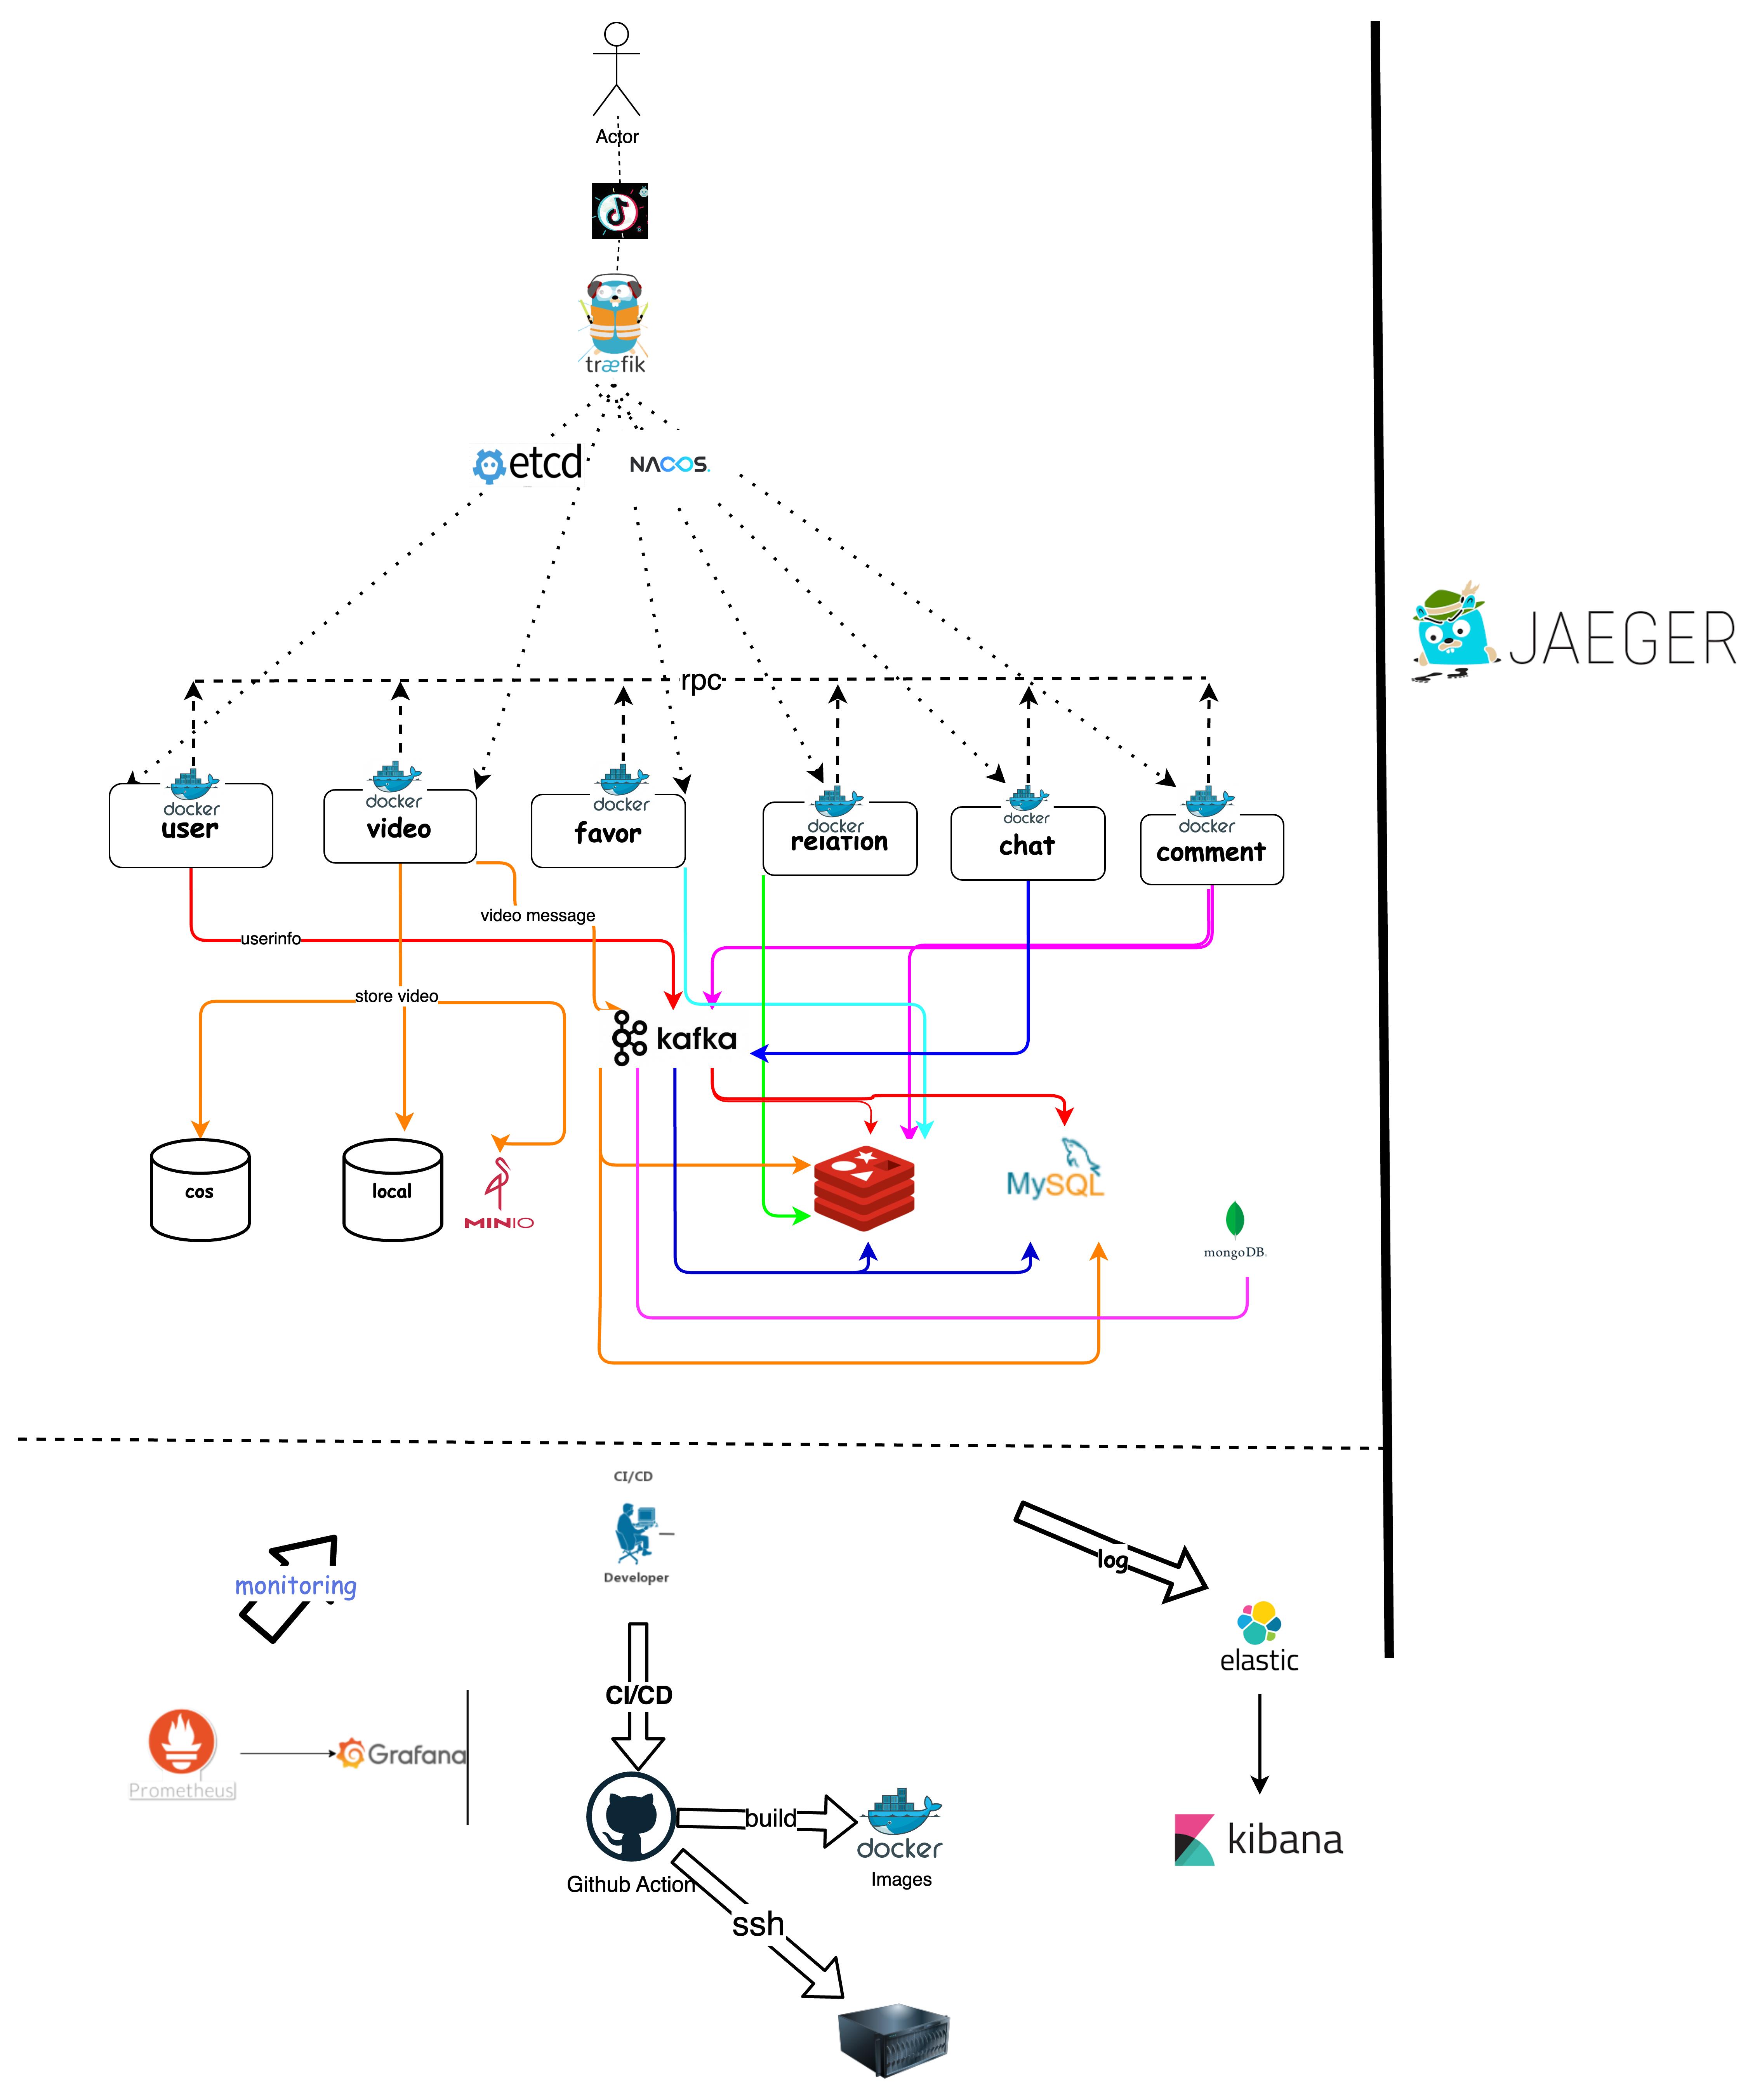 Actor
træfik
etcd
NACOS.
rpc
docker
user
docker
video
docker
favor
docker
relation
docker
chat
docker
comment
video message
userinfo
store video
kafka
cos
local
MINIO
MySQL
mongoDB.
JAEGER
CI/CD
Developer
monitoring
log
elastic
CI/CD
Prometheus
Grafana
Github Action
build
docker
Images
kibana
ssh